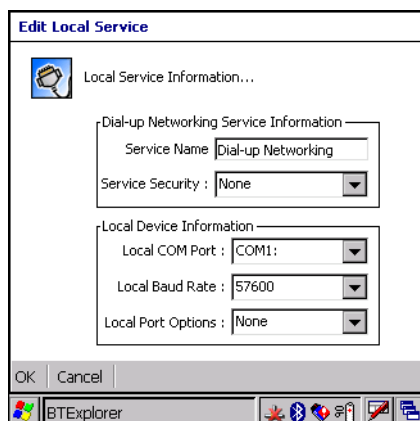 Edit Local Service
Local Service Information...
Dial-up Networking Service Information
Service Name Dial-up Networking
Service Security : None
Local Device Information
Local COM Port : COM1:
Local Baud Rate : 57600
Local Port Options : None
OK Cancel
BTExplorer